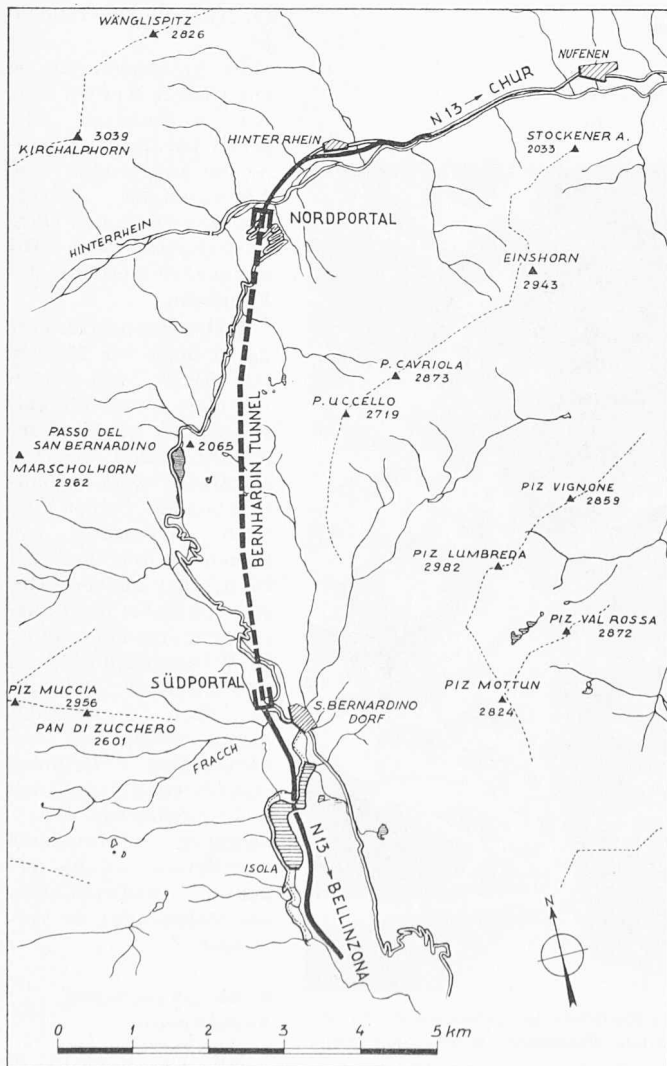 WÄNGLISPITZ
2826
NUFENEN
N13 → CHUR
HINTERRHEIN
3039
KIRCHALPHORN
STOCKENER A.
2033
NORDPORTAL
HINTERRHEIN
EINSHORN
2943
P. CAVRIOLA
2873
P. UCCELLO
2719
BERNHARDIN TUNNEL
PASSO DEL
SAN BERNARDINO
2065
MARSCHOLHORN
2962
PIZ VIGNONE
2859
PIZ LUMBREDA
2982
PIZ VAL ROSSA
2872
SÜDPORTAL
PIZ MUCCIA
2956
PAN DI ZUCCHERO
2601
S. BERNARDINO
DORF
PIZ MOTTUN
2824
FRACCH
ISOLA
N13 → BELLINZONA
N
0 1 2 3 4 5 km